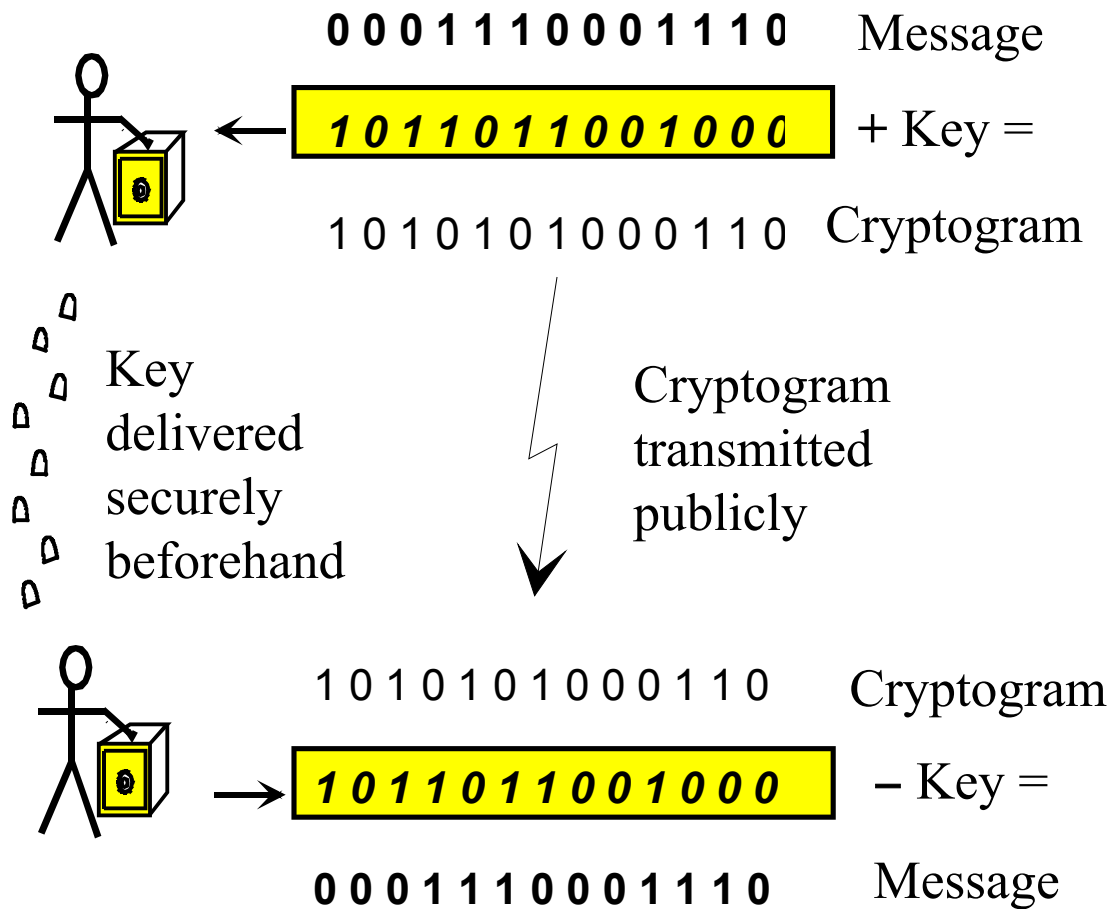 0 0 0 1 1 1 0 0 0 1 1 1 0 Message
1 0 1 1 0 1 1 0 0 1 0 0 0 + Key =
1 0 1 0 1 0 1 0 0 0 1 1 0 Cryptogram
Key
delivered
securely
beforehand
Cryptogram
transmitted
publicly
1 0 1 0 1 0 1 0 0 0 1 1 0 Cryptogram
1 0 1 1 0 1 1 0 0 1 0 0 0 – Key =
0 0 0 1 1 1 0 0 0 1 1 1 0 Message